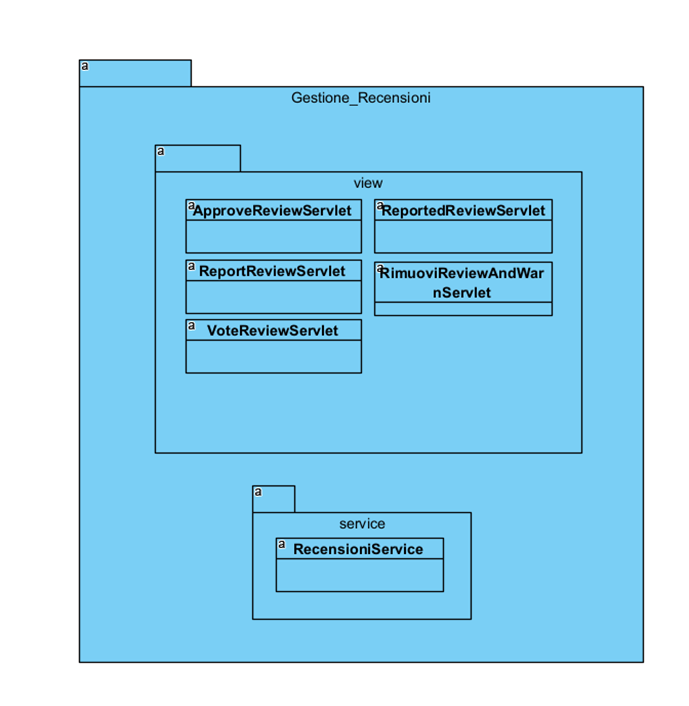 a
Gestione_Recensioni
a
view
a
ApproveReviewServlet
a
ReportedReviewServlet
a
ReportReviewServlet
a
RimuoviReviewAndWar
nServlet
a
VoteReviewServlet
a
service
a
RecensioniService